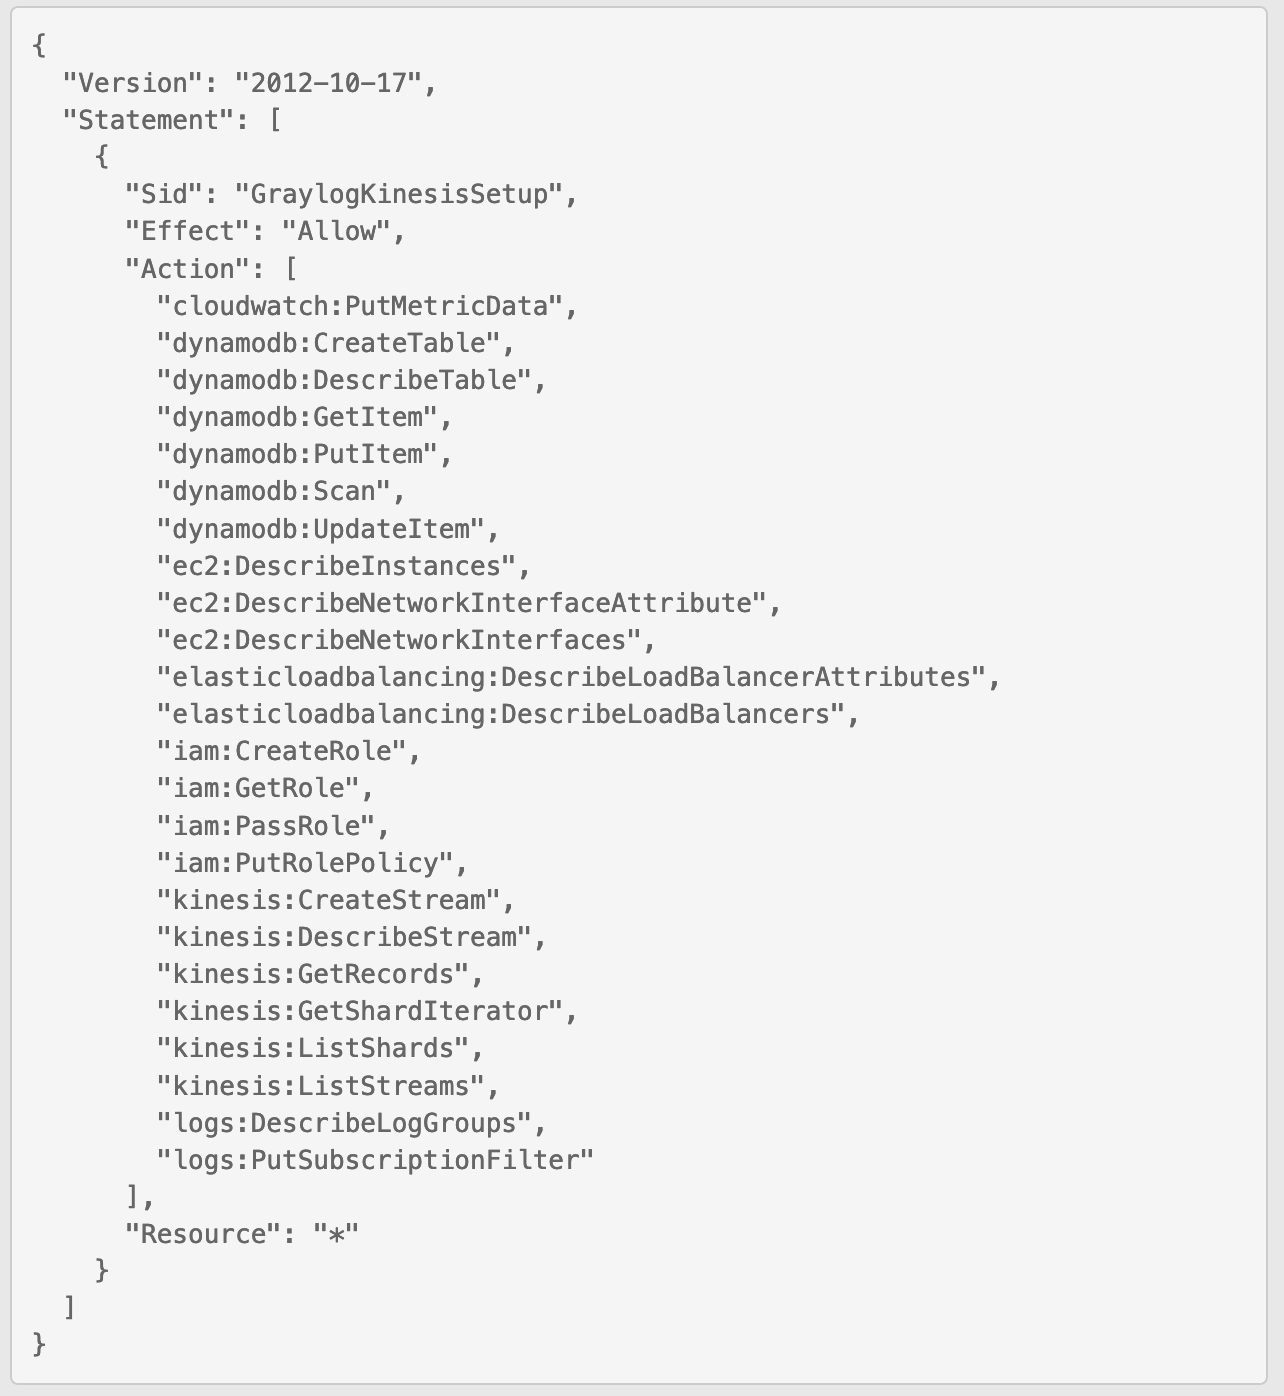 {
  "Version": "2012-10-17",
  "Statement": [
    {
      "Sid": "GraylogKinesisSetup",
      "Effect": "Allow",
      "Action": [
        "cloudwatch:PutMetricData",
        "dynamodb:CreateTable",
        "dynamodb:DescribeTable",
        "dynamodb:GetItem",
        "dynamodb:PutItem",
        "dynamodb:Scan",
        "dynamodb:UpdateItem",
        "ec2:DescribeInstances",
        "ec2:DescribeNetworkInterfaceAttribute",
        "ec2:DescribeNetworkInterfaces",
        "elasticloadbalancing:DescribeLoadBalancerAttributes",
        "elasticloadbalancing:DescribeLoadBalancers",
        "iam:CreateRole",
        "iam:GetRole",
        "iam:PassRole",
        "iam:PutRolePolicy",
        "kinesis:CreateStream",
        "kinesis:DescribeStream",
        "kinesis:GetRecords",
        "kinesis:GetShardIterator",
        "kinesis:ListShards",
        "kinesis:ListStreams",
        "logs:DescribeLogGroups",
        "logs:PutSubscriptionFilter"
      ],
      "Resource": "*"
    }
  ]
}